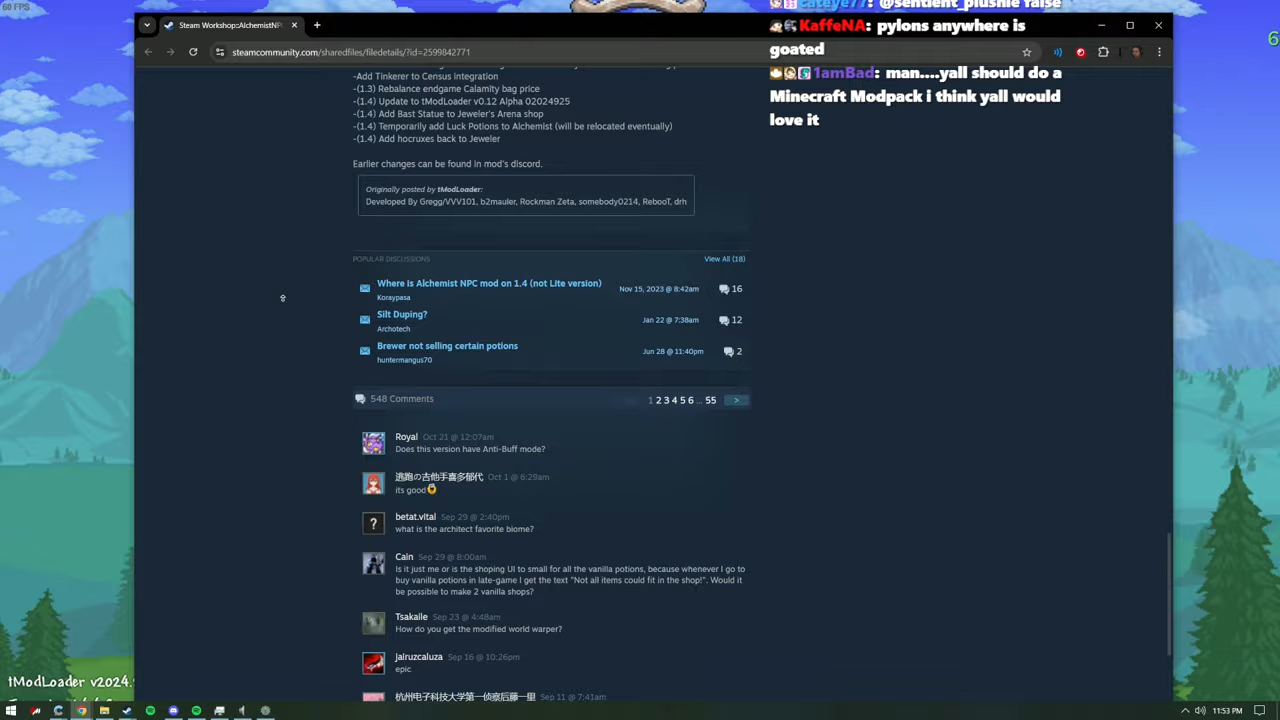 60 FPS
cateye77: @sentient_plushie false
Steam Workshop::AlchemistNP
KaffeNA: pylons anywhere is
goated
steamcommunity.com/sharedfiles/filedetails/?id=2599842771
1amBad: man....yall should do a
Minecraft Modpack i think yall would
love it
-Add Tinkerer to Census integration
-(1.3) Rebalance endgame Calamity bag price
-(1.4) Update to tModLoader v0.12 Alpha 02024925
-Add Bast Statue to Jeweler's Arena shop
-(1.4) Temporarily add Luck Potions to Alchemist (will be relocated eventually)
-(1.4) Add hocruxes back to Jeweler
Earlier changes can be found in mod's discord.
Originally posted by tModLoader:
Developed By Gregg/VVV101, b2mauler, Rockman Zeta, somebody0214, RebooT, drh
POPULAR DISCUSSIONS
View All (18)
Where is Alchemist NPC mod on 1.4 (not Lite version)
Nov 15, 2023 @ 8:42am
16
Koraypasa
Silt Duping?
Jan 22 @ 7:38am
12
Archotech
Brewer not selling certain potions
Jun 28 @ 11:40pm
2
huntermangus70
548 Comments
1 2 3 4 5 6 ... 55 >
Royal Oct 21 @ 12:07am
Does this version have Anti-Buff mode?
逃跑の吉他手喜多郁代 Oct 1 @ 6:29am
its good
betat.vital Sep 29 @ 2:40pm
what is the architect favorite biome?
Cain Sep 29 @ 8:00am
Is it just me or is the shoping UI to small for all the vanilla potions, because whenever I go to
buy vanilla potions in late-game I get the text "Not all items could fit in the shop!". Would it
be possible to make 2 vanilla shops?
Tsakaile Sep 23 @ 4:48am
How do you get the modified world warper?
jairuzcaluza Sep 16 @ 10:26pm
epic
杭州电子科技大学第一侦察后藤一里 Sep 11 @ 7:41am
tModLoader v2024.
11:53 PM